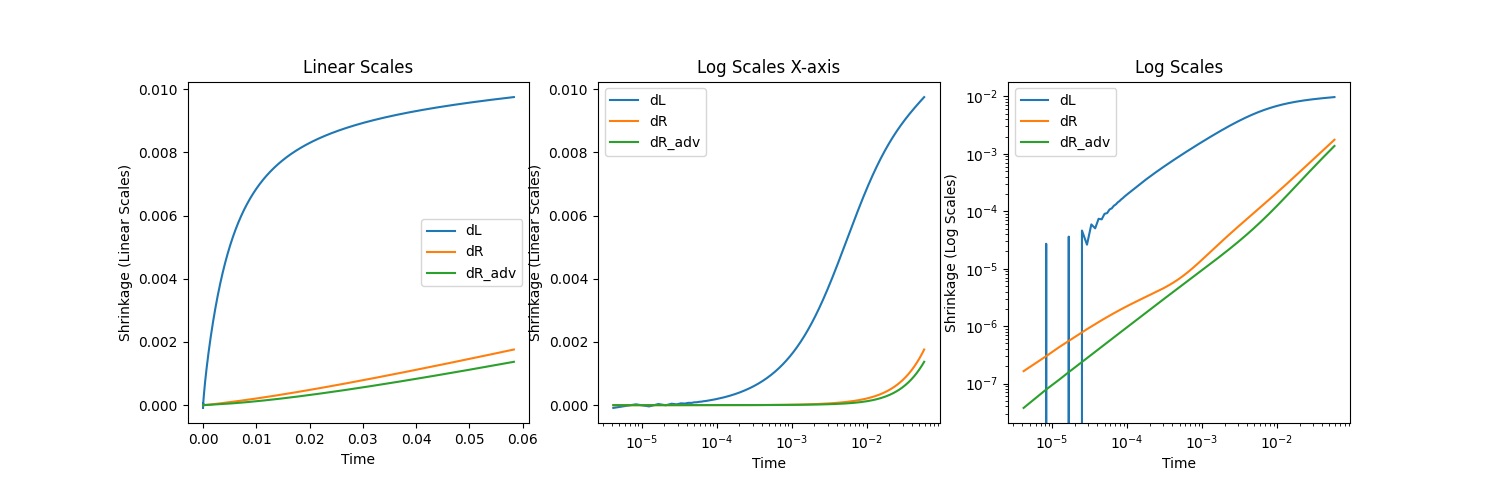 Linear Scales
Shrinkage (Linear Scales)
0.010
0.008
0.006
0.004
0.002
0.000
dL
dR
dR_adv
0.00 0.01 0.02 0.03 0.04 0.05 0.06
Time
Log Scales X-axis
Shrinkage (Linear Scales)
0.010
0.008
0.006
0.004
0.002
0.000
dL
dR
dR_adv
10⁻⁵ 10⁻⁴ 10⁻³ 10⁻²
Time
Log Scales
Shrinkage (Log Scales)
10⁻²
10⁻³
10⁻⁴
10⁻⁵
10⁻⁶
10⁻⁷
dL
dR
dR_adv
10⁻⁵ 10⁻⁴ 10⁻³ 10⁻²
Time